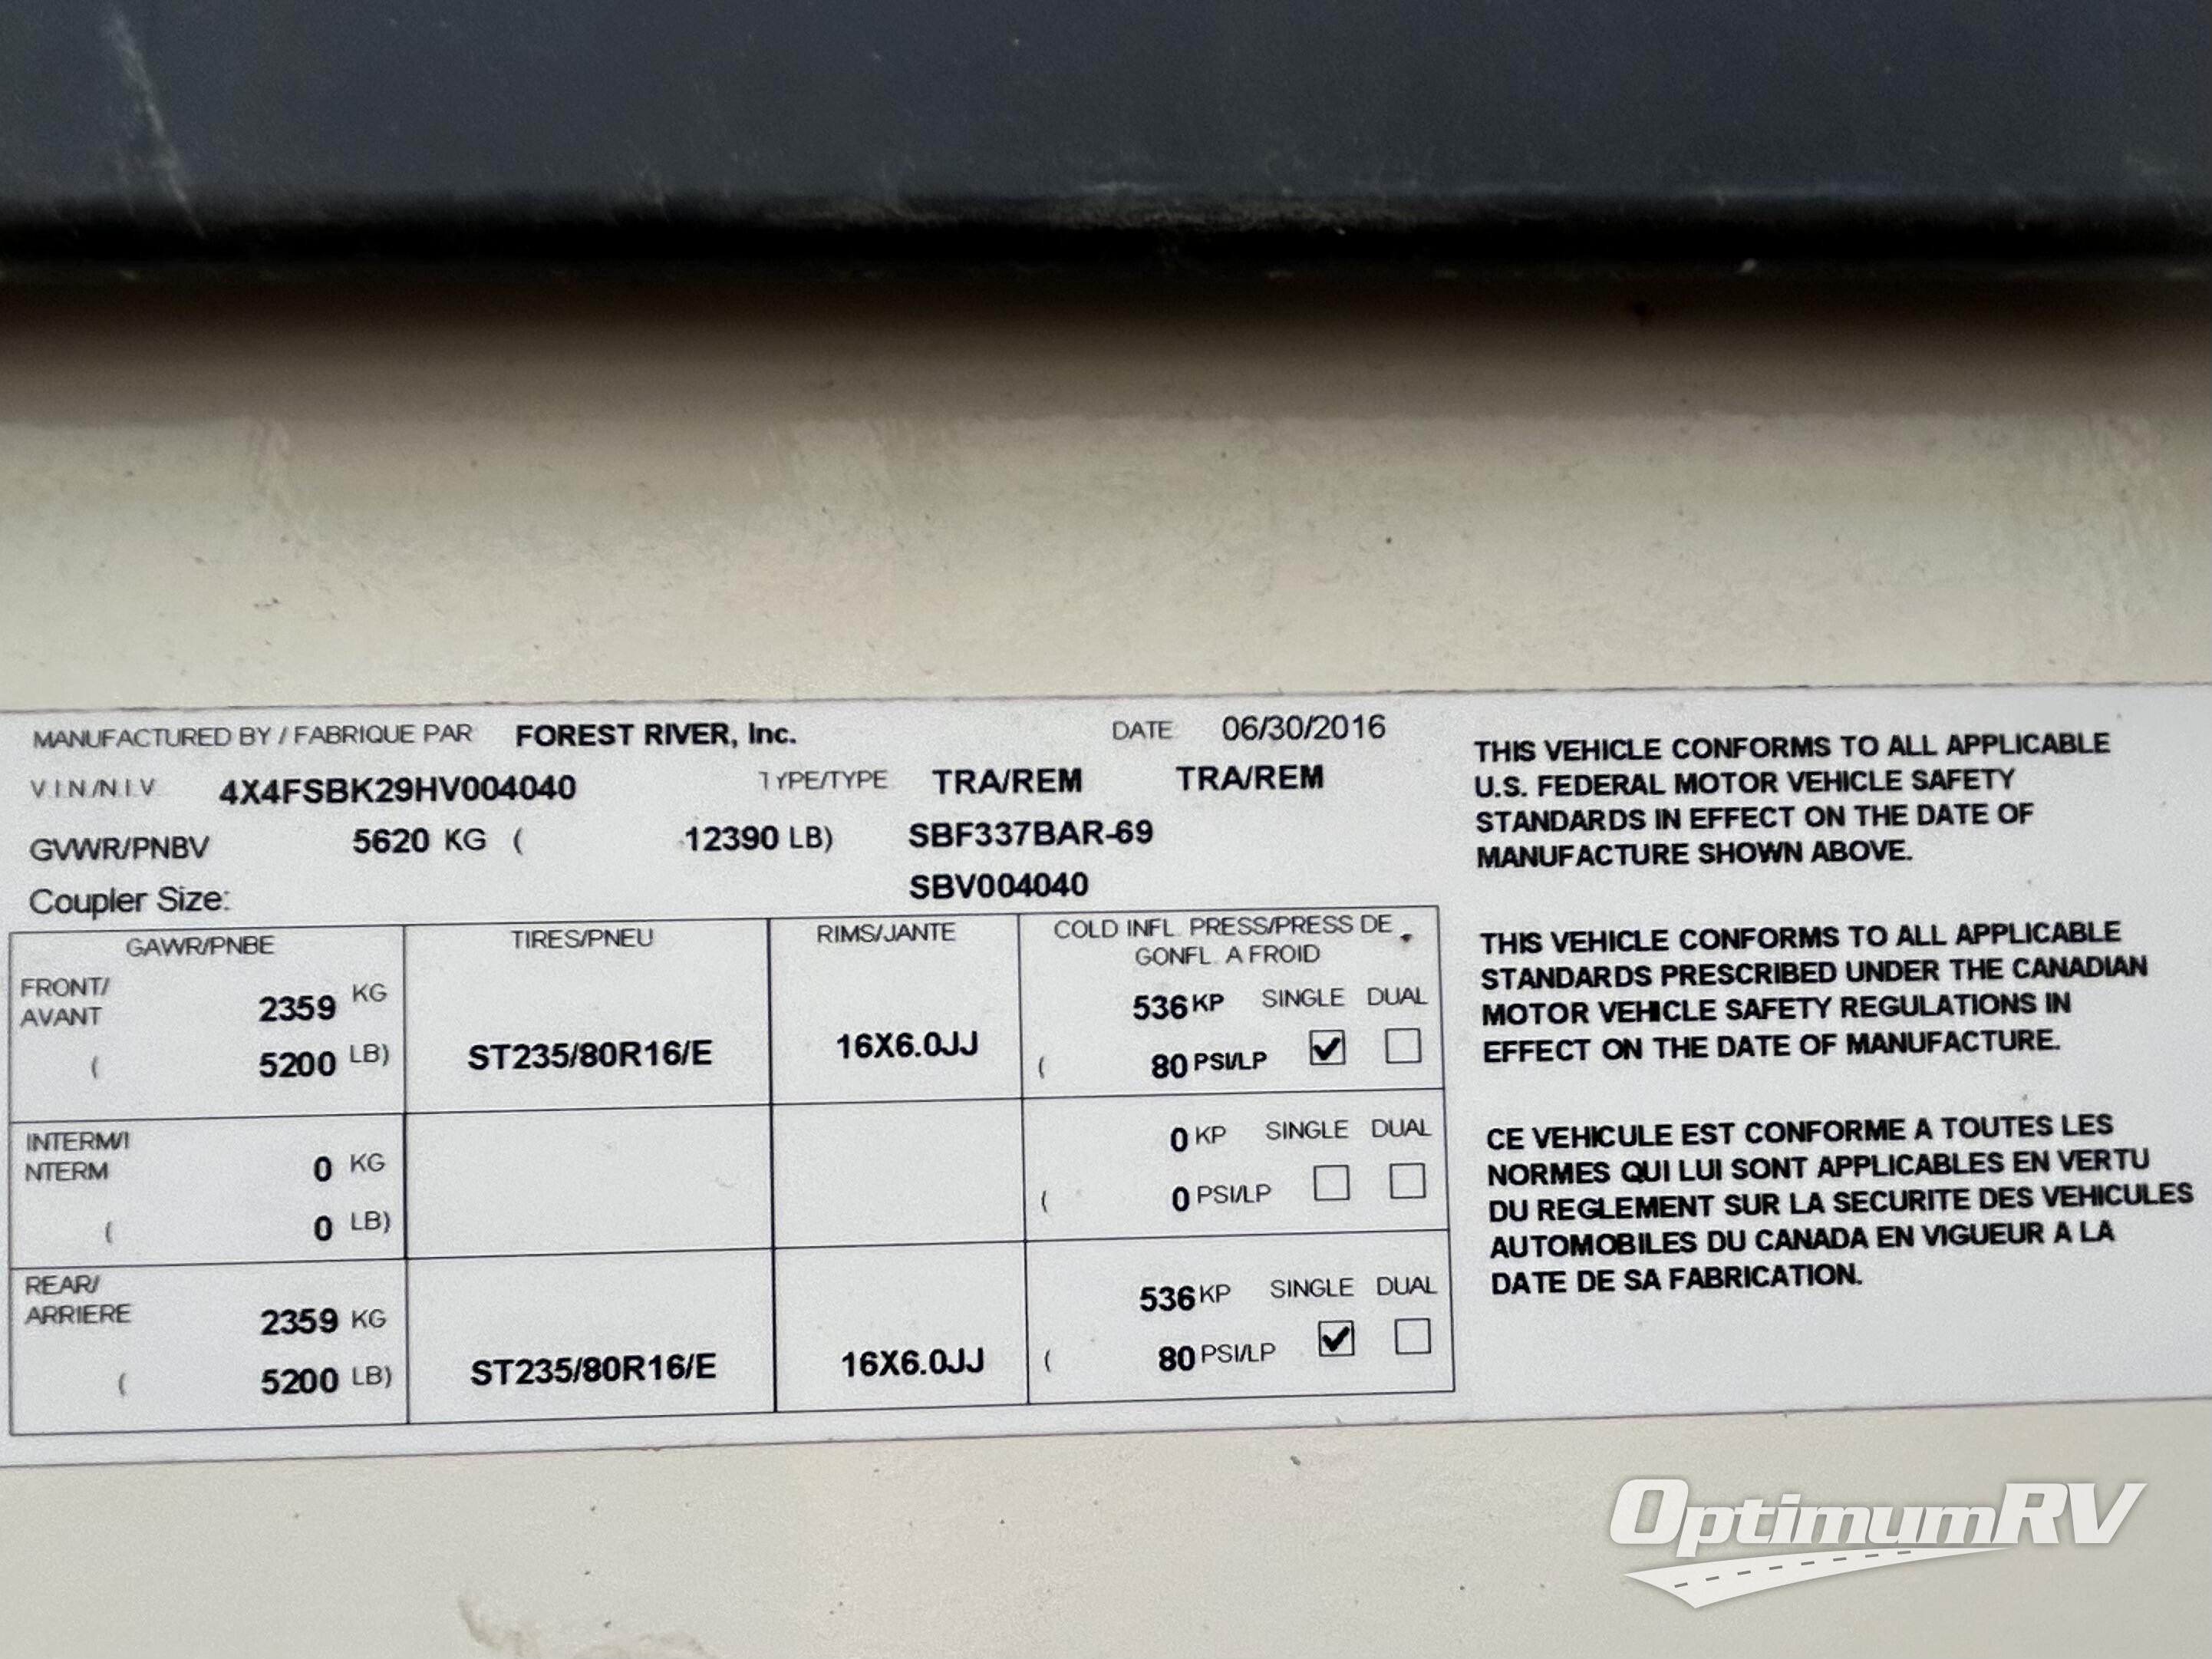 MANUFACTURED BY / FABRIQUE PAR FOREST RIVER, Inc. DATE 06/30/2016
V.I.N./N.I.V. 4X4FSBK29HV004040 TYPE/TYPE TRA/REM TRA/REM
GVWR/PNBV 5620 KG ( 12390 LB) SBF337BAR-69
Coupler Size: SBV004040
GAWR/PNBE TIRES/PNEU RIMS/JANTE COLD INFL. PRESS/PRESS DE
GONFL. A FROID
FRONT/ 2359 KG 536 KP SINGLE DUAL
AVANT
( 5200 LB) ST235/80R16/E 16X6.0JJ ( 80 PSI/LP
INTERM/I 0 KP SINGLE DUAL
NTERM 0 KG
( 0 LB) ( 0 PSI/LP
REAR/ 536 KP SINGLE DUAL
ARRIERE 2359 KG
( 5200 LB) ST235/80R16/E 16X6.0JJ ( 80 PSI/LP
THIS VEHICLE CONFORMS TO ALL APPLICABLE
U.S. FEDERAL MOTOR VEHICLE SAFETY
STANDARDS IN EFFECT ON THE DATE OF
MANUFACTURE SHOWN ABOVE.
THIS VEHICLE CONFORMS TO ALL APPLICABLE
STANDARDS PRESCRIBED UNDER THE CANADIAN
MOTOR VEHICLE SAFETY REGULATIONS IN
EFFECT ON THE DATE OF MANUFACTURE.
CE VEHICULE EST CONFORME A TOUTES LES
NORMES QUI LUI SONT APPLICABLES EN VERTU
DU REGLEMENT SUR LA SECURITE DES VEHICULES
AUTOMOBILES DU CANADA EN VIGUEUR A LA
DATE DE SA FABRICATION.
OptimumRV